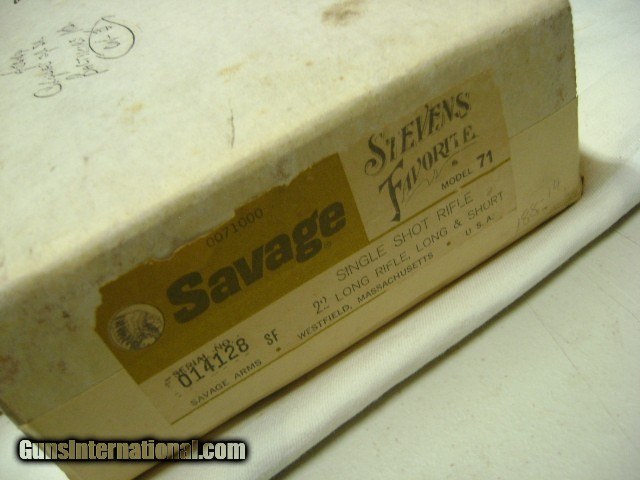 0071000
Savage
STEVENS
FAVORITE
MODEL 71
SINGLE SHOT RIFLE
22 LONG RIFLE, LONG & SHORT
SERIAL NO.
014128 SF
SAVAGE ARMS • WESTFIELD, MASSACHUSETTS • U.S.A.
GunsInternational.com